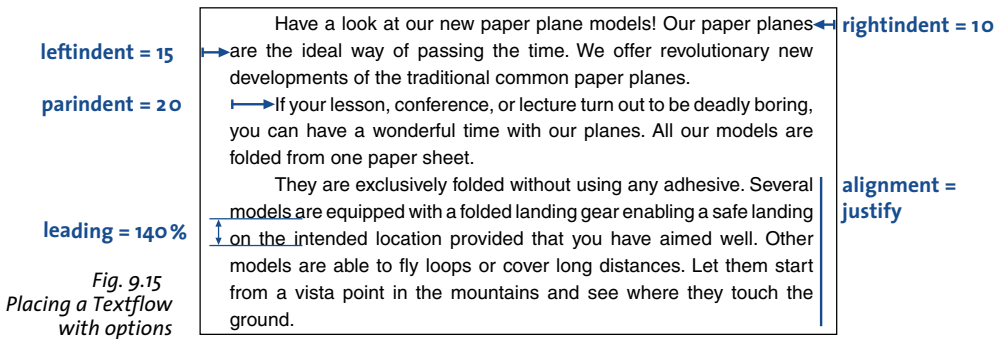 Have a look at our new paper plane models! Our paper planes
rightindent = 10
leftindent = 15
are the ideal way of passing the time. We offer revolutionary new
developments of the traditional common paper planes.
parindent = 20
If your lesson, conference, or lecture turn out to be deadly boring,
you can have a wonderful time with our planes. All our models are
folded from one paper sheet.
They are exclusively folded without using any adhesive. Several
alignment =
justify
models are equipped with a folded landing gear enabling a safe landing
leading = 140%
on the intended location provided that you have aimed well. Other
models are able to fly loops or cover long distances. Let them start
from a vista point in the mountains and see where they touch the
ground.
Fig. 9.15
Placing a Textflow
with options